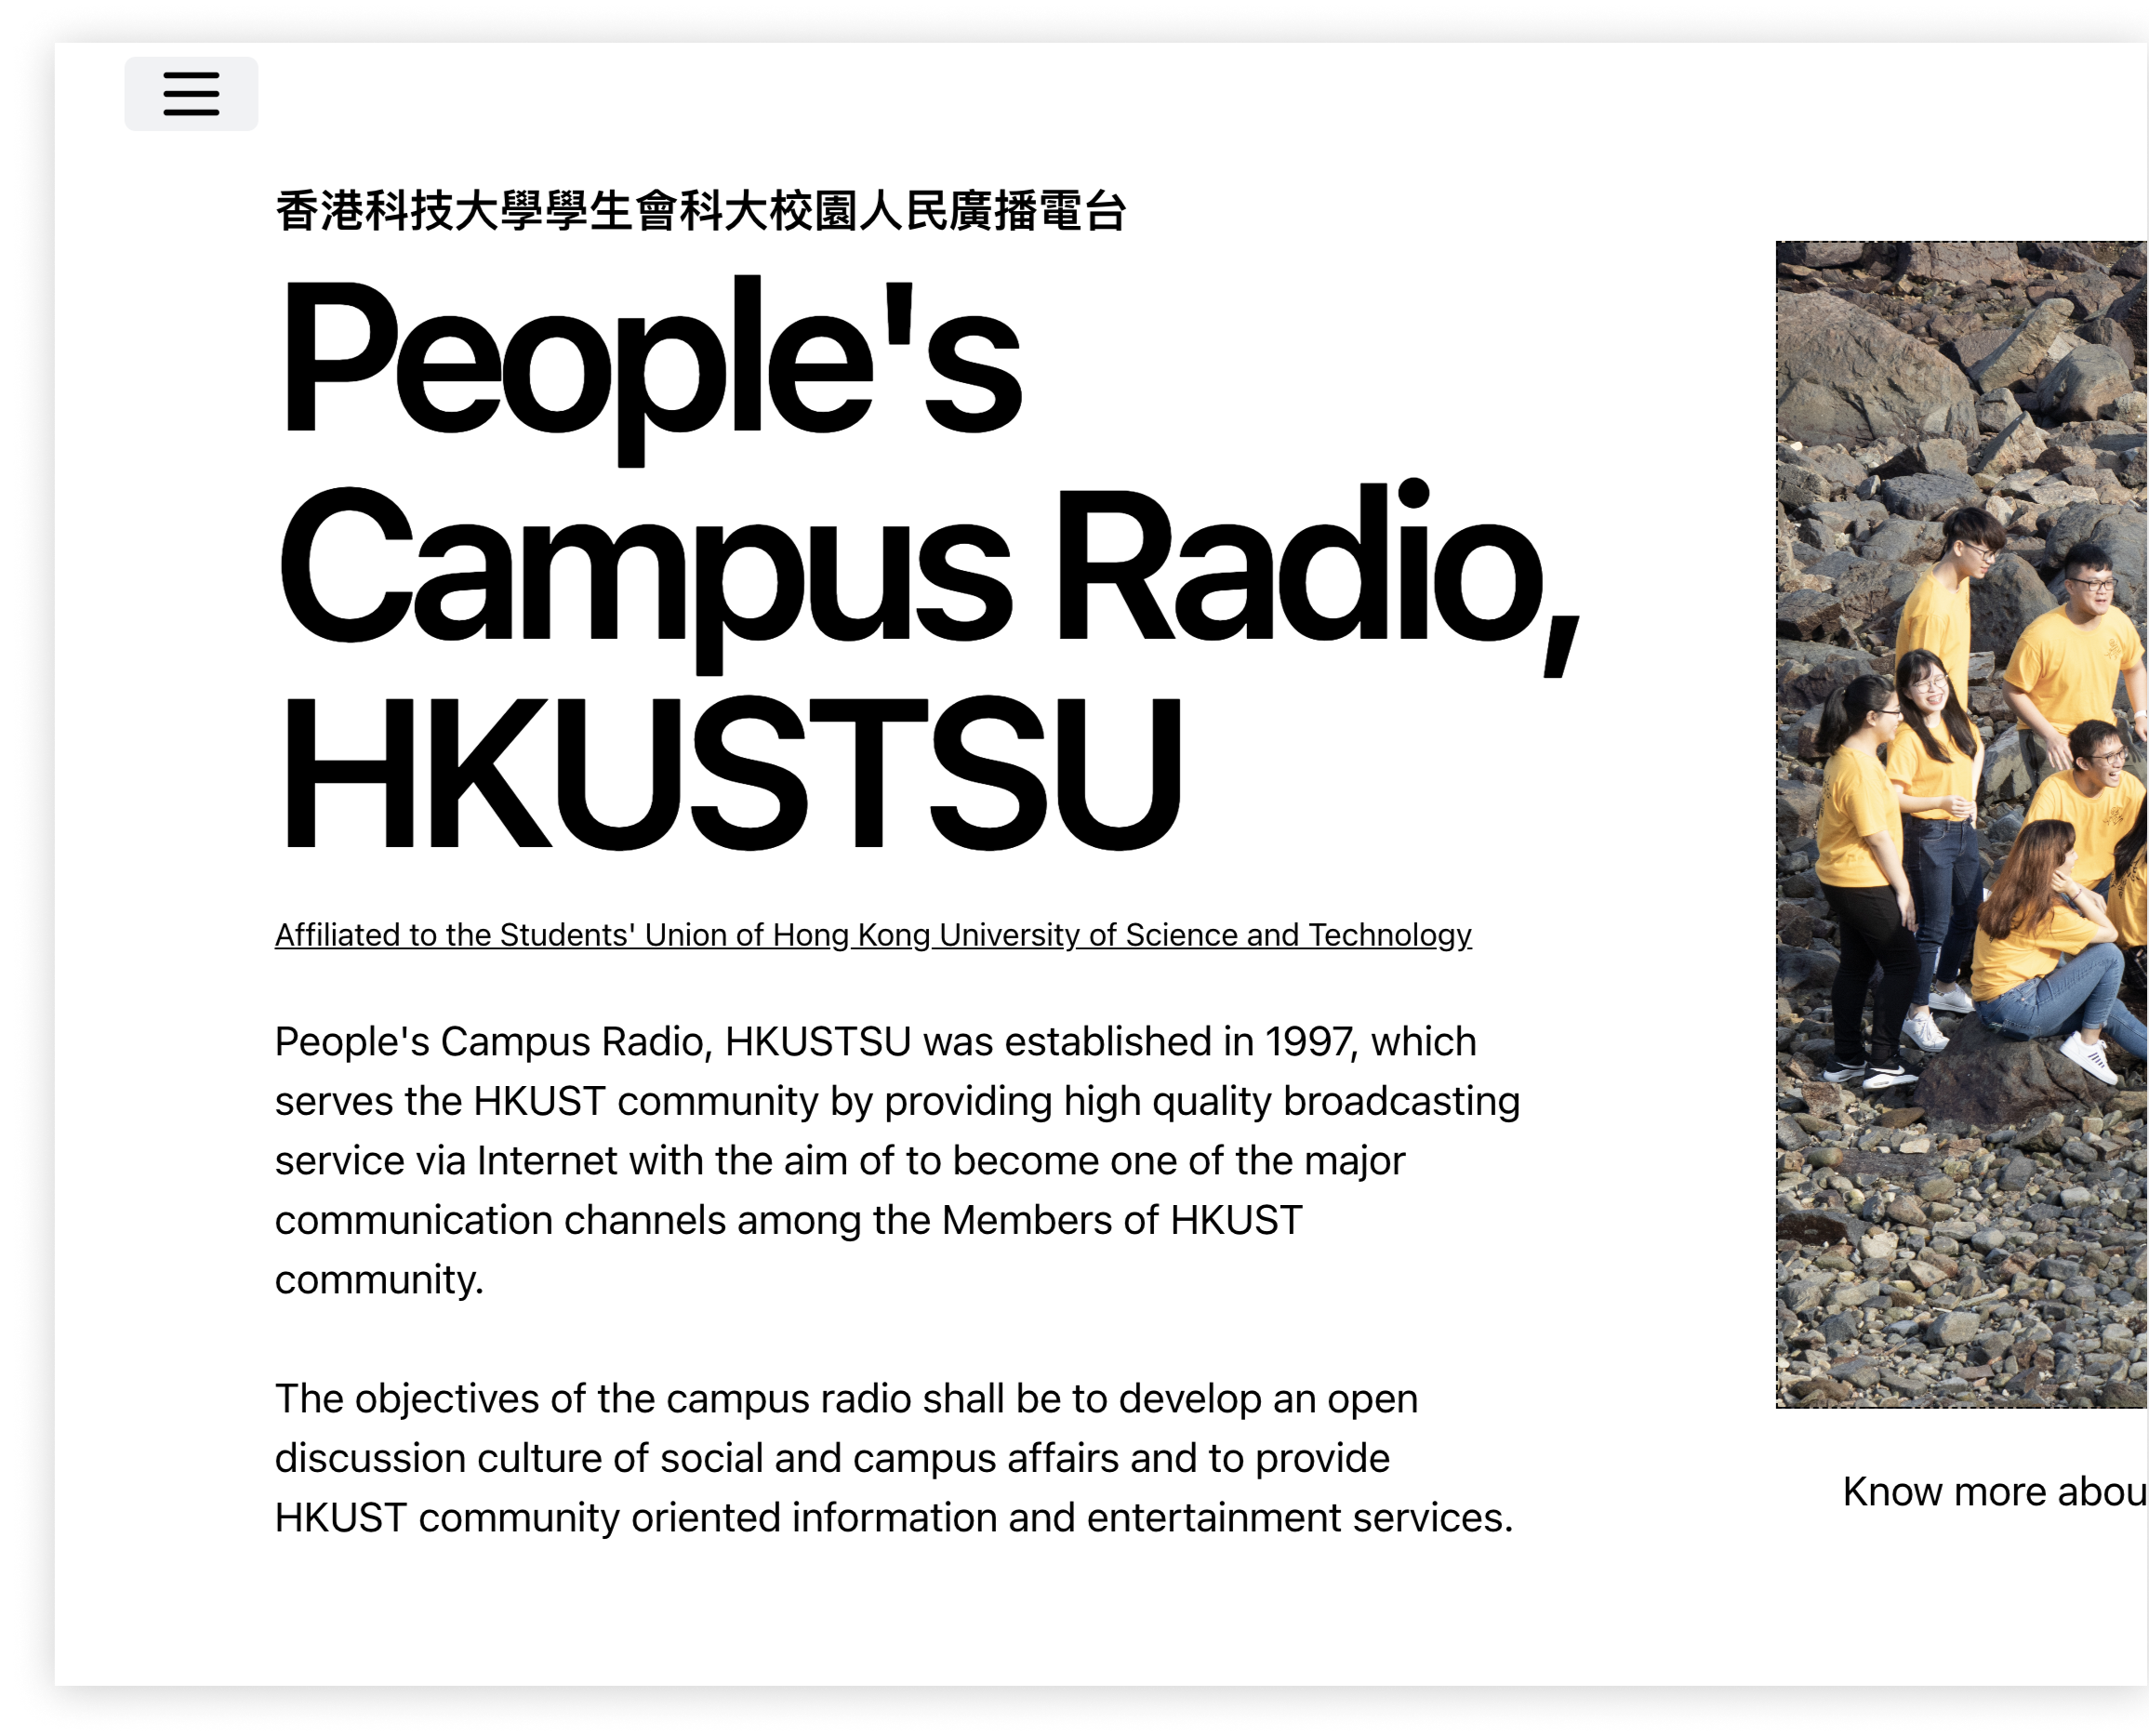 香港科技大學學生會科大校園人民廣播電台
People's
Campus Radio,
HKUSTSU
Affiliated to the Students' Union of Hong Kong University of Science and Technology
People's Campus Radio, HKUSTSU was established in 1997, which
serves the HKUST community by providing high quality broadcasting
service via Internet with the aim of to become one of the major
communication channels among the Members of HKUST
community.
The objectives of the campus radio shall be to develop an open
discussion culture of social and campus affairs and to provide
HKUST community oriented information and entertainment services.
Know more